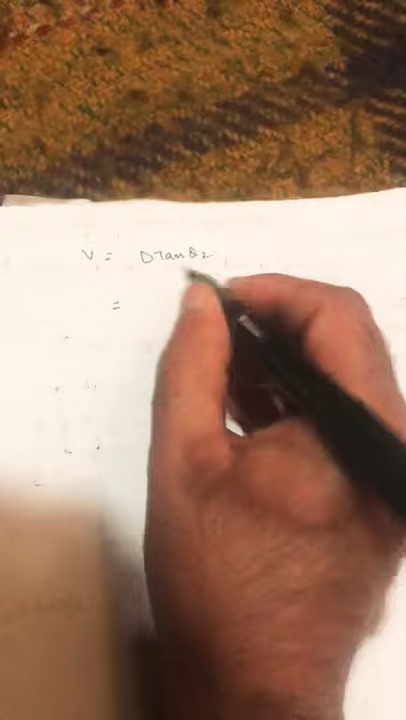 V = DTanθ2
=